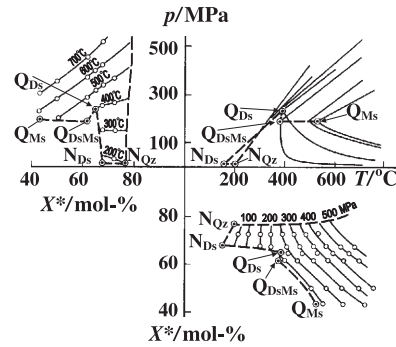 p/MPa
500
300
100
700°C
600°C
500°C
400°C
300°C
200°C
Q_Ds
Q_Ms
Q_DsMs
N_Ds
N_Qz
40 60 80
X*/mol-%
Q_Ds
Q_DsMs
Q_Ms
N_Ds
N_Qz
200 400 600
T/°C
80
70
60
50
40
N_Qz
N_Ds
100 200 300 400 500 MPa
Q_Ds
Q_DsMs
Q_Ms
X*/mol-%